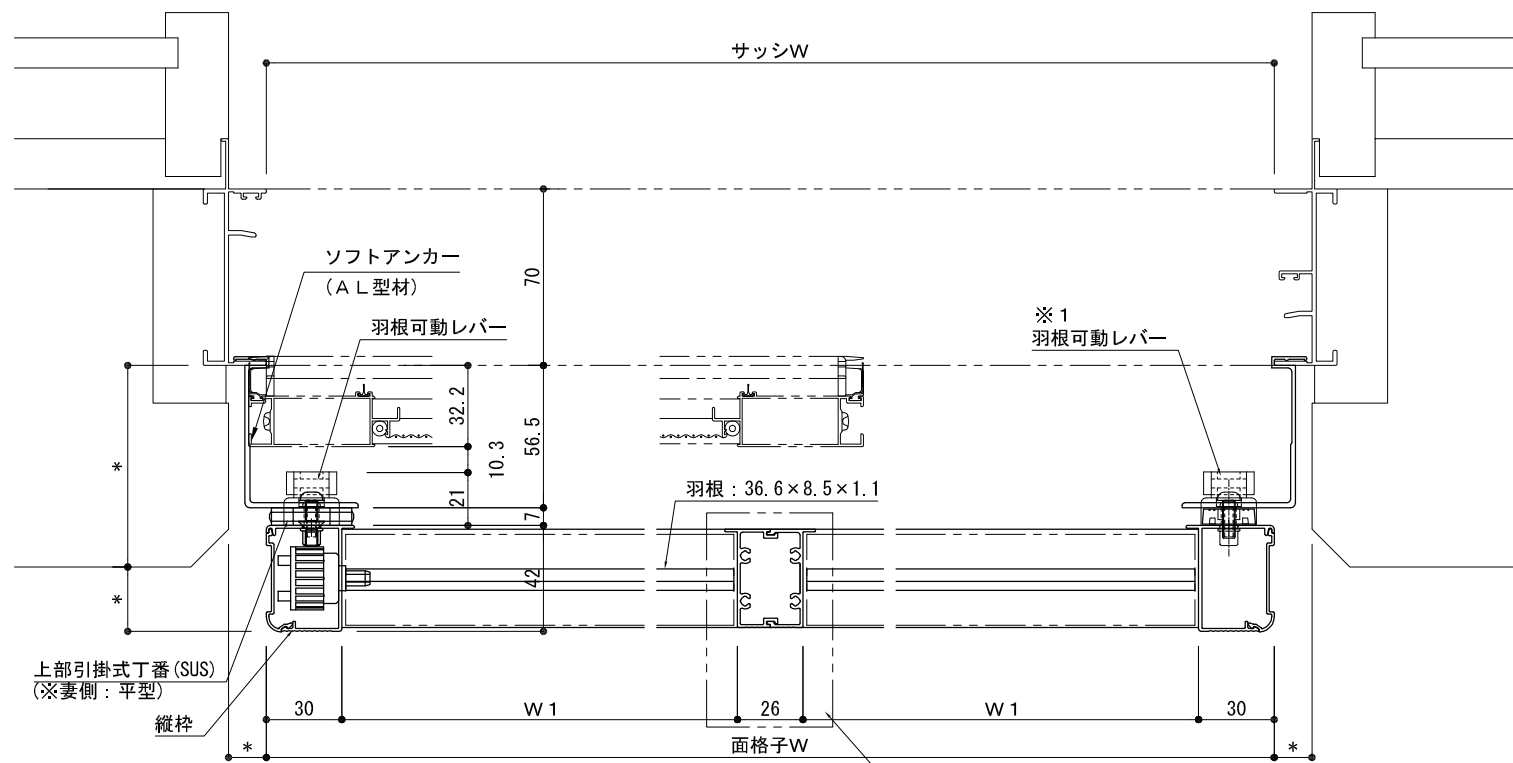 サッシW
ソフトアンカー
(ＡＬ型材)
70
羽根可動レバー
※1
羽根可動レバー
32.2
56.5
10.3
*
21
羽根：36.6×8.5×1.1
7
42
*
上部引掛式丁番(SUS)
(※妻側：平型)
縦枠
30
W1
26
W1
30
*
面格子W
*